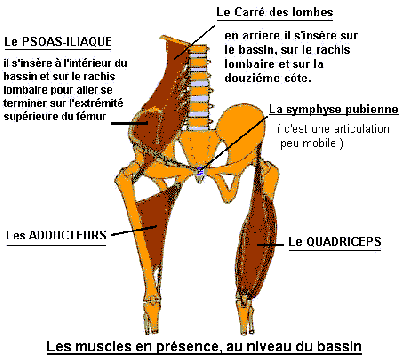 Le Carré des lombes
en arriere il s'insère sur
le bassin, sur le rachis
lombaire et sur la
douziéme côte.
Le PSOAS-ILIAQUE
il s'insère à l'intérieur du
bassin et sur le rachis
lombaire pour aller se
terminer sur l'extrémité
supérieure du fémur
La symphyse pubienne
( c'est une articulation
peu mobile )
Les ADDUCTEURS
Le QUADRICEPS
Les muscles en présence, au niveau du bassin